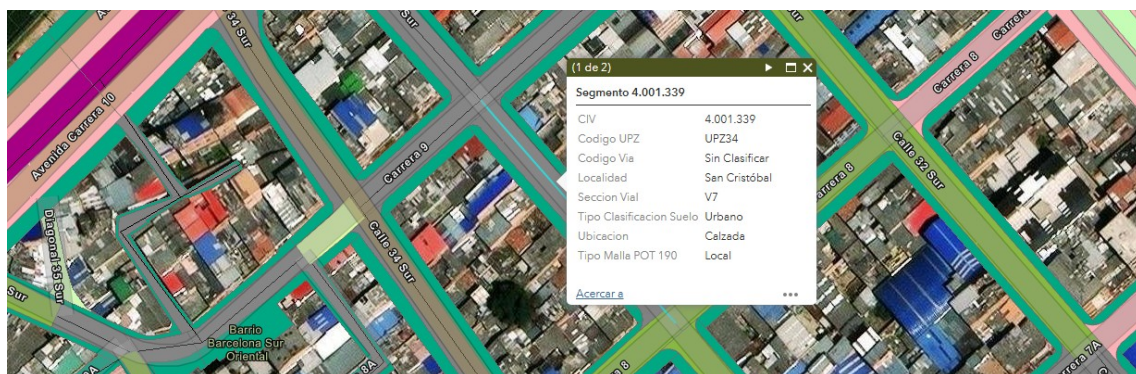 34 Sur
Sur
Carrera 8
Carrera
Avenida Carrera 10
Carrera 9
Calle 32 Sur
Carrera 8
Diagonal 35 Sur
Calle 34 Sur
Sur
Barrio
Barcelona Sur
Oriental
8A
8
Carrera 7A
(1 de 2)
Segmento 4.001.339
CIV 4.001.339
Codigo UPZ UPZ34
Codigo Via Sin Clasificar
Localidad San Cristóbal
Seccion Vial V7
Tipo Clasificacion Suelo Urbano
Ubicacion Calzada
Tipo Malla POT 190 Local
Acercar a